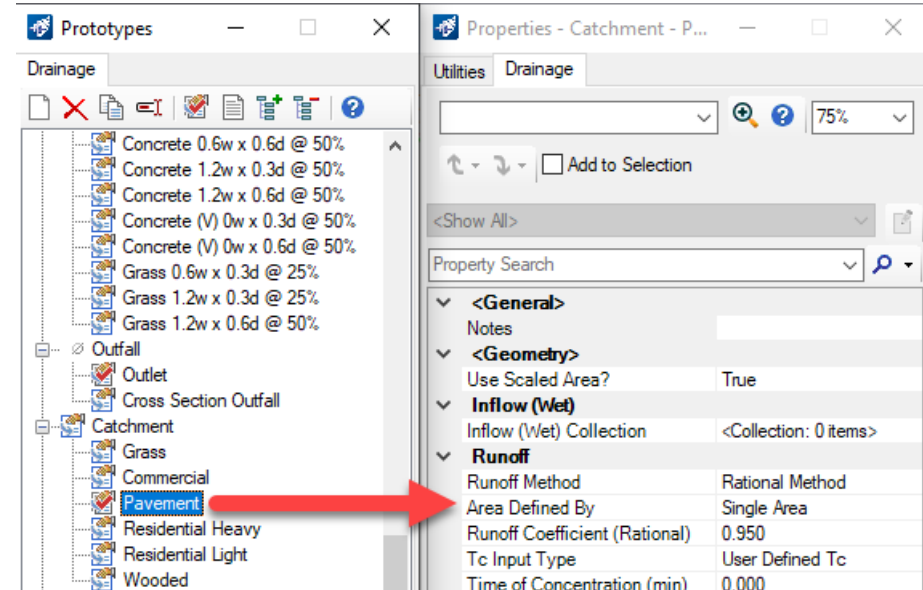 Prototypes
Drainage
Concrete 0.6w x 0.6d @ 50%
Concrete 1.2w x 0.3d @ 50%
Concrete 1.2w x 0.6d @ 50%
Concrete (V) 0w x 0.3d @ 50%
Concrete (V) 0w x 0.6d @ 50%
Grass 0.6w x 0.3d @ 25%
Grass 1.2w x 0.3d @ 25%
Grass 1.2w x 0.6d @ 50%
Outfall
Outlet
Cross Section Outfall
Catchment
Grass
Commercial
Pavement
Residential Heavy
Residential Light
Wooded
Properties - Catchment - P...
Utilities Drainage
75%
Add to Selection
<Show All>
Property Search
<General>
Notes
<Geometry>
Use Scaled Area? True
Inflow (Wet)
Inflow (Wet) Collection <Collection: 0 items>
Runoff
Runoff Method Rational Method
Area Defined By Single Area
Runoff Coefficient (Rational) 0.950
Tc Input Type User Defined Tc
Time of Concentration (min) 0.000